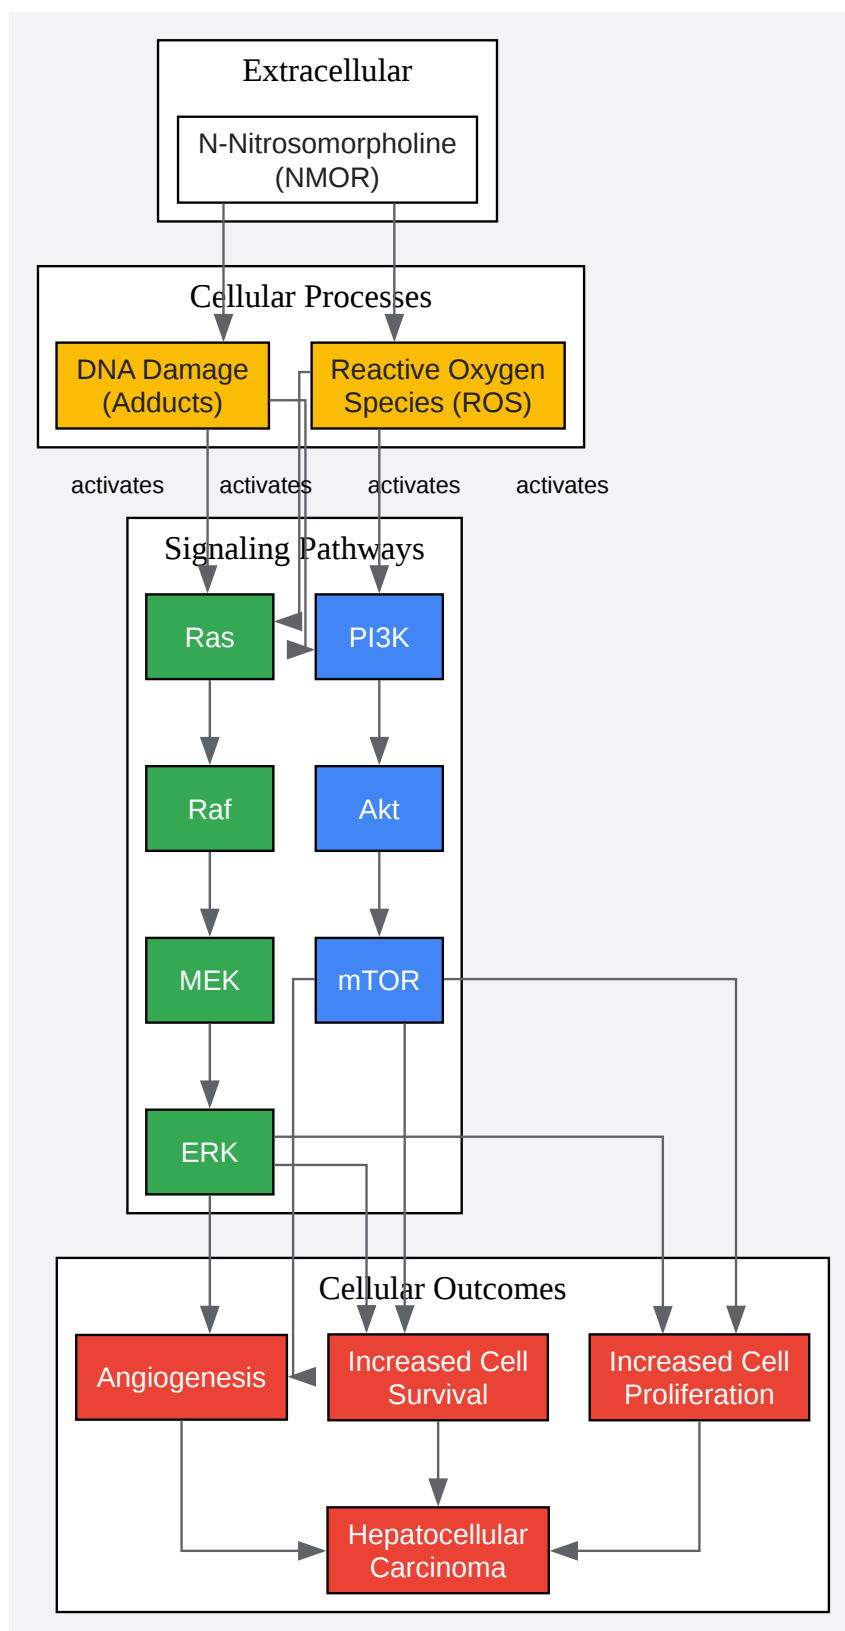 Extracellular
N-Nitrosomorpholine
(NMOR)
Cellular Processes
DNA Damage
(Adducts)
Reactive Oxygen
Species (ROS)
activates
activates
activates
activates
Signaling Pathways
Ras
PI3K
Raf
Akt
MEK
mTOR
ERK
Cellular Outcomes
Angiogenesis
Increased Cell
Survival
Increased Cell
Proliferation
Hepatocellular
Carcinoma